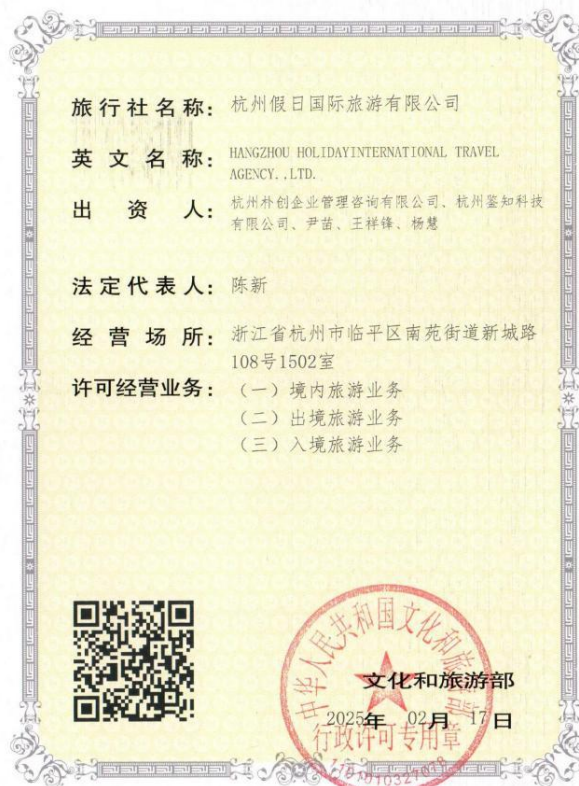 旅行社名称：杭州假日国际旅游有限公司
英文名称：HANGZHOU HOLIDAYINTERNATIONAL TRAVEL
AGENCY.,LTD.
出资人：杭州朴创企业管理咨询有限公司、杭州鉴知科技
有限公司、尹苗、王祥锋、杨慧
法定代表人：陈新
经营场所：浙江省杭州市临平区南苑街道新城路
108号1502室
许可经营业务：（一）境内旅游业务
（二）出境旅游业务
（三）入境旅游业务
中华人民共和国文化和旅游部
文化和旅游部
2025年 02月 17日
行政许可专用章